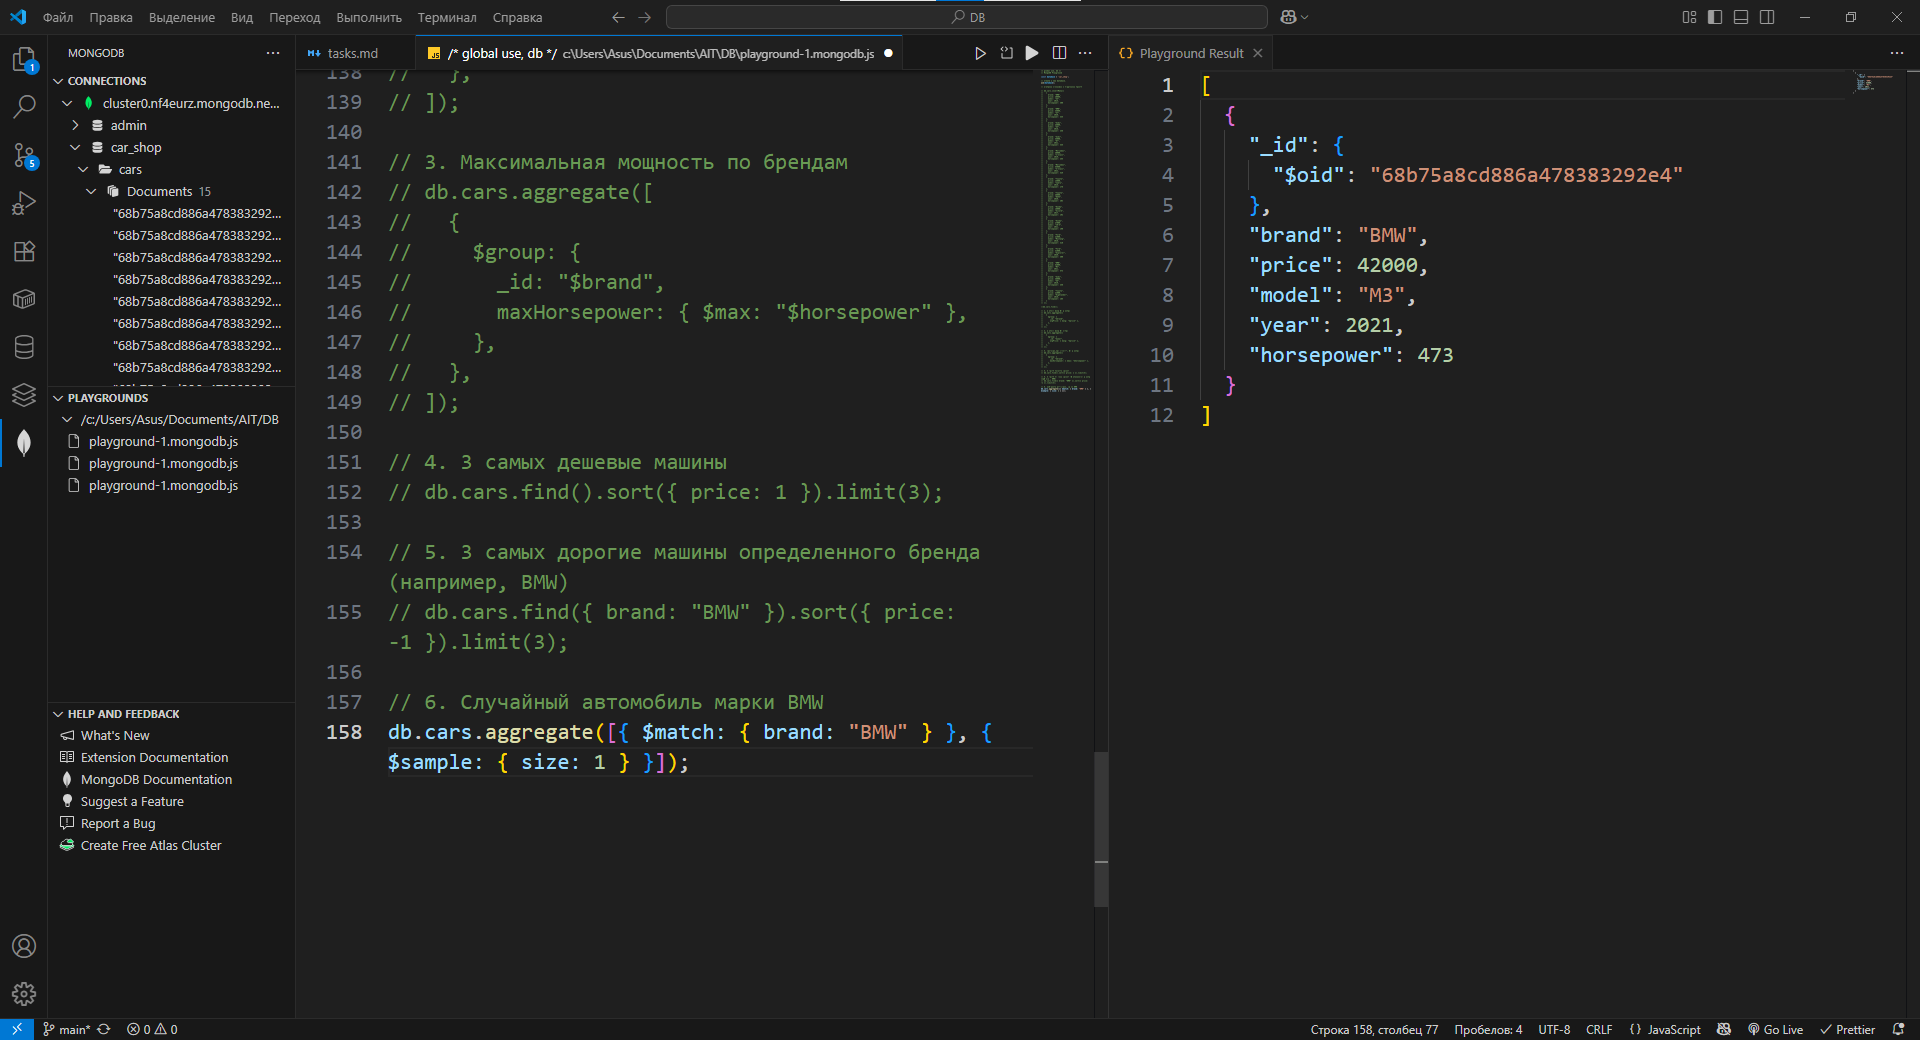 Файл Правка Выделение Вид Переход Выполнить Терминал Справка
DB
MONGODB
CONNECTIONS
cluster0.nf4eurz.mongodb.ne...
admin
car_shop
cars
Documents 15
"68b75a8cd886a478383292...
"68b75a8cd886a478383292...
"68b75a8cd886a478383292...
"68b75a8cd886a478383292...
"68b75a8cd886a478383292...
"68b75a8cd886a478383292...
"68b75a8cd886a478383292...
"68b75a8cd886a478383292...
PLAYGROUNDS
/c:/Users/Asus/Documents/AIT/DB
playground-1.mongodb.js
playground-1.mongodb.js
playground-1.mongodb.js
HELP AND FEEDBACK
What's New
Extension Documentation
MongoDB Documentation
Suggest a Feature
Report a Bug
Create Free Atlas Cluster
1
5
tasks.md
JS /* global use, db */ c:\Users\Asus\Documents\AIT\DB\playground-1.mongodb.js
138 // },
139 // ]);
140
141 // 3. Максимальная мощность по брендам
142 // db.cars.aggregate([
143 // {
144 // $group: {
145 // _id: "$brand",
146 // maxHorsepower: { $max: "$horsepower" },
147 // },
148 // },
149 // ]);
150
151 // 4. 3 самых дешевые машины
152 // db.cars.find().sort({ price: 1 }).limit(3);
153
154 // 5. 3 самых дорогие машины определенного бренда
(например, BMW)
155 // db.cars.find({ brand: "BMW" }).sort({ price:
-1 }).limit(3);
156
157 // 6. Случайный автомобиль марки BMW
158 db.cars.aggregate([{ $match: { brand: "BMW" } }, {
$sample: { size: 1 } }]);
Playground Result
1 [
2 {
3 "_id": {
4 "$oid": "68b75a8cd886a478383292e4"
5 },
6 "brand": "BMW",
7 "price": 42000,
8 "model": "M3",
9 "year": 2021,
10 "horsepower": 473
11 }
12 ]
main* 0 0
Строка 158, столбец 77 Пробелов: 4 UTF-8 CRLF {} JavaScript Go Live Prettier